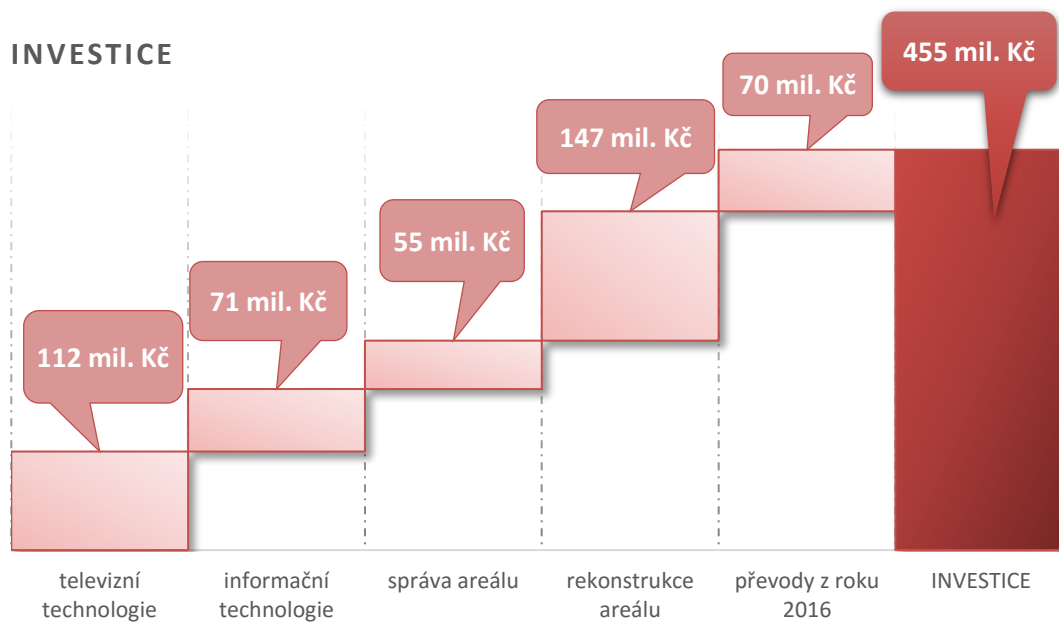 INVESTICE
455 mil. Kč
70 mil. Kč
147 mil. Kč
55 mil. Kč
71 mil. Kč
112 mil. Kč
televizní
technologie
informační
technologie
správa areálu
rekonstrukce
areálu
převody z roku
2016
INVESTICE